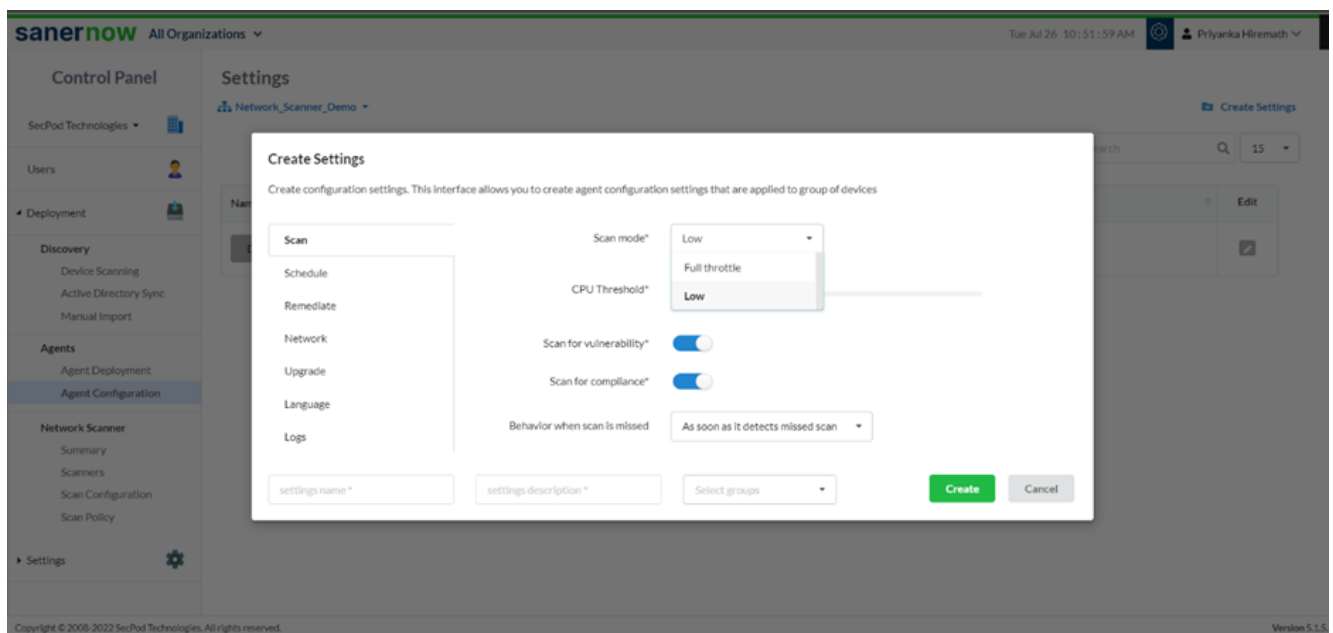 sanernow All Organizations
Tue Jul 26 10:51:59 AM Priyanka Hiremath
Control Panel
SecPod Technologies
Users
Deployment
Discovery
Device Scanning
Active Directory Sync
Manual Import
Agents
Agent Deployment
Agent Configuration
Network Scanner
Summary
Scanners
Scan Configuration
Scan Policy
Settings
Settings
Network_Scanner_Demo
Create Settings
15
Edit
Create Settings
Create configuration settings. This interface allows you to create agent configuration settings that are applied to group of devices
Scan
Schedule
Remediate
Network
Upgrade
Language
Logs
Scan mode* Low
Full throttle
Low
CPU Threshold*
Scan for vulnerability*
Scan for compliance*
Behavior when scan is missed As soon as it detects missed scan
settings name * settings description * Select groups Create Cancel
Copyright © 2008-2022 SecPod Technologies. All rights reserved. Version 5.1.5.